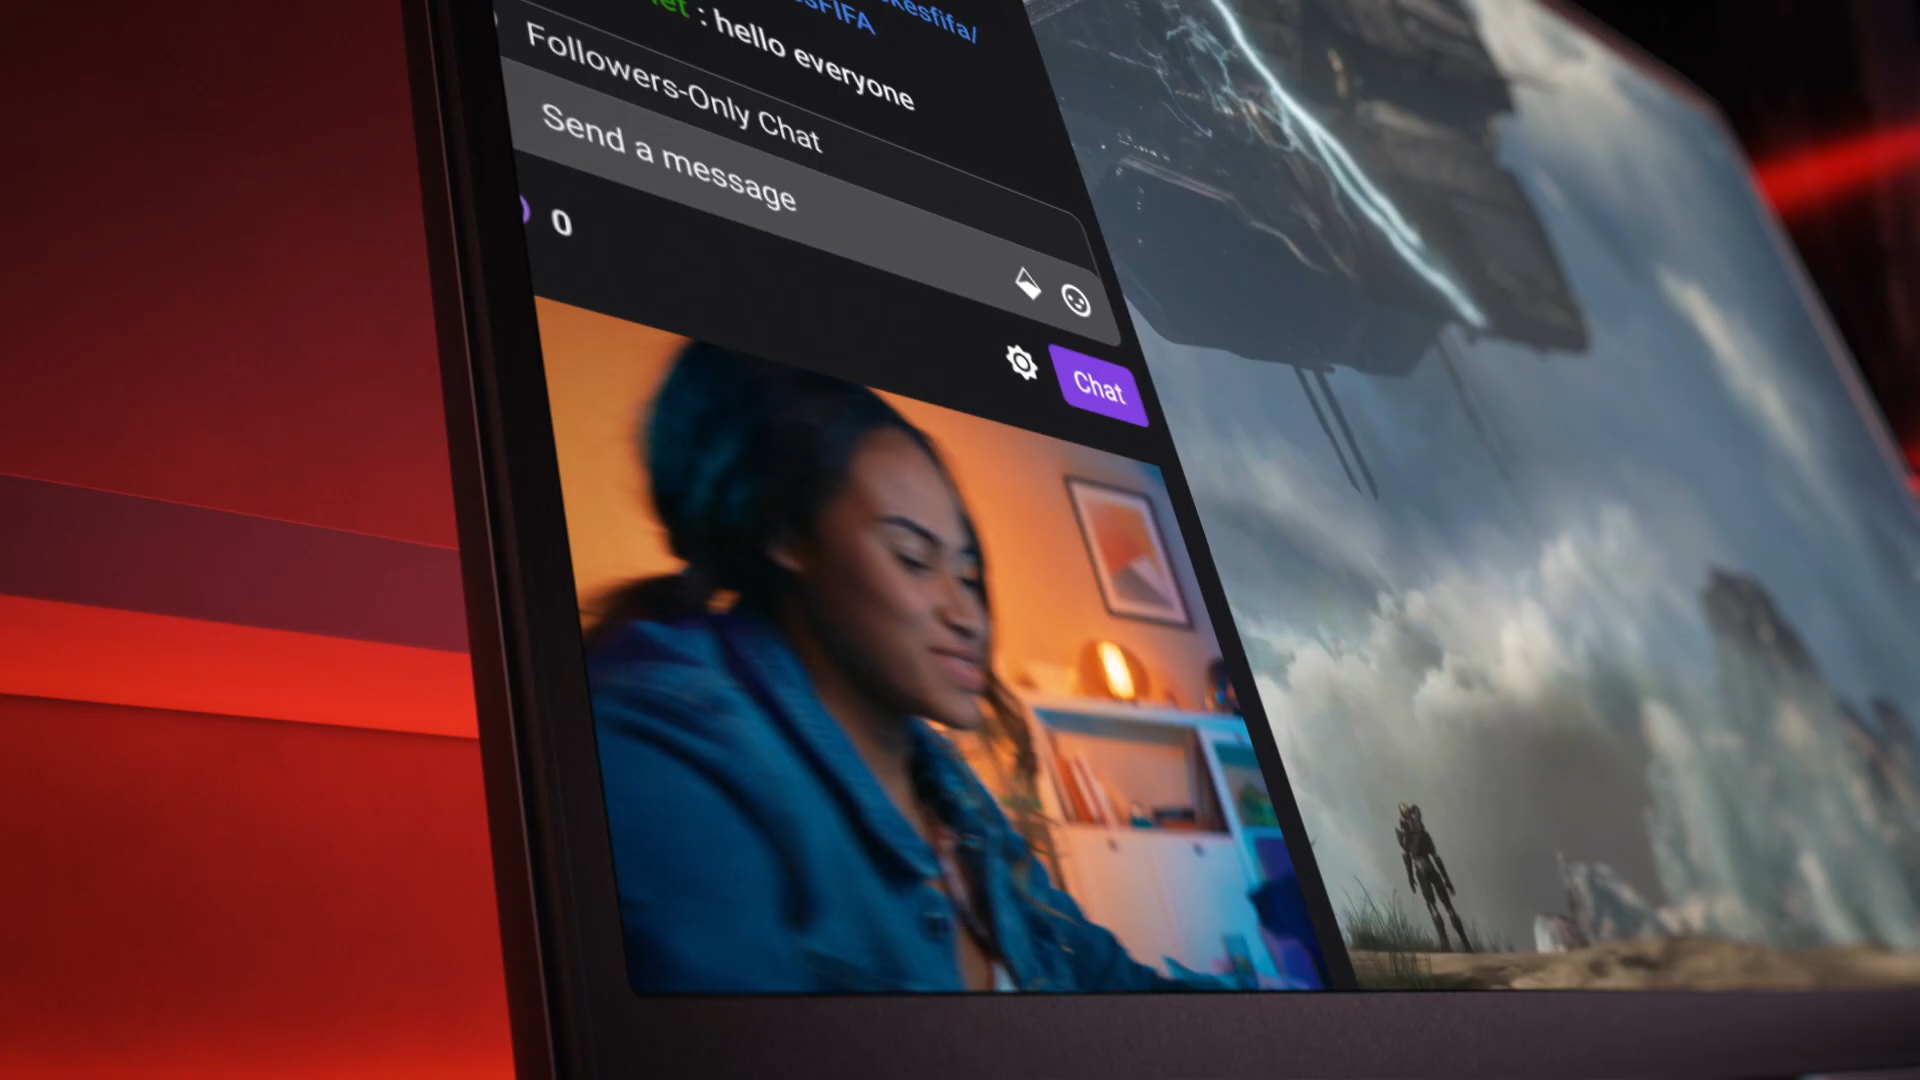 : hello everyone
Followers-Only Chat
Send a message
0
Chat